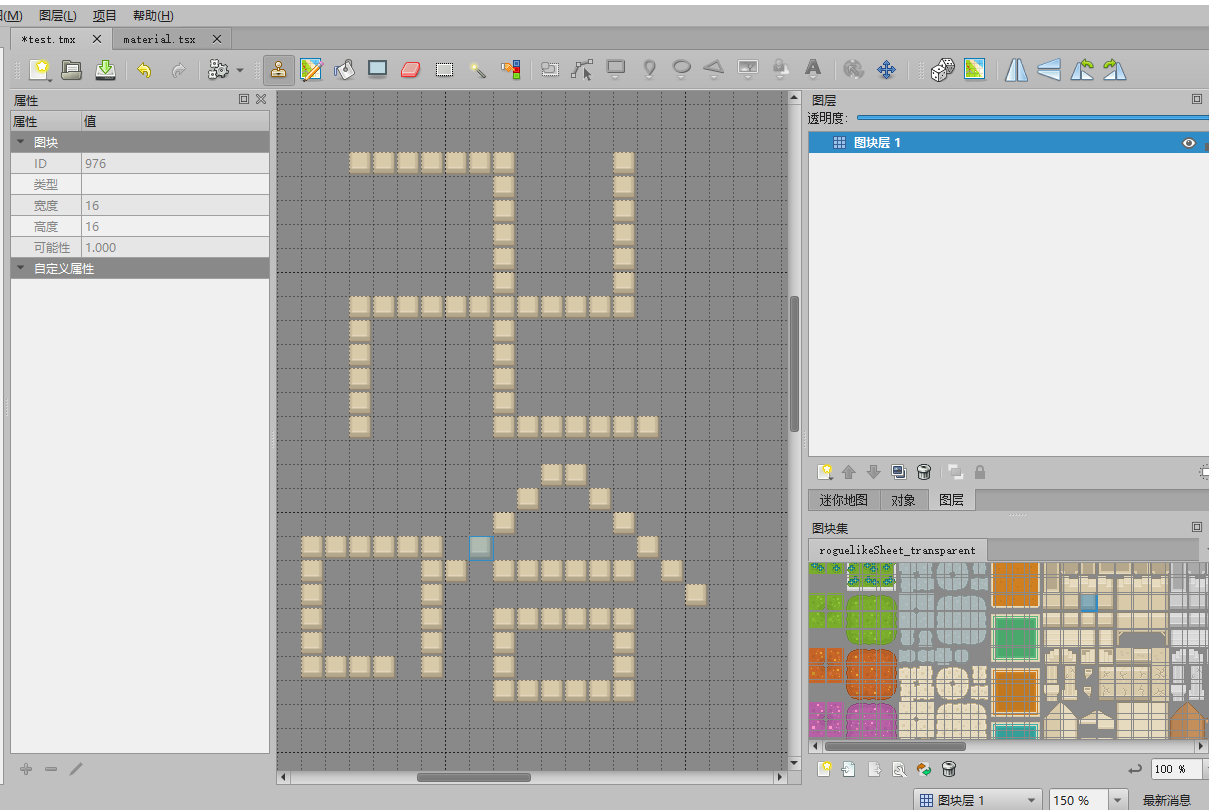 (M) 图层(L) 项目 帮助(H)
*test.tmx material.tsx
属性
属性 值
图块
ID 976
类型
宽度 16
高度 16
可能性 1.000
自定义属性
卍
哈
图层
透明度:
图块层 1
迷你地图 对象 图层
图块集
roguelikeSheet_transparent
100 %
图块层 1 150 % 最新消息